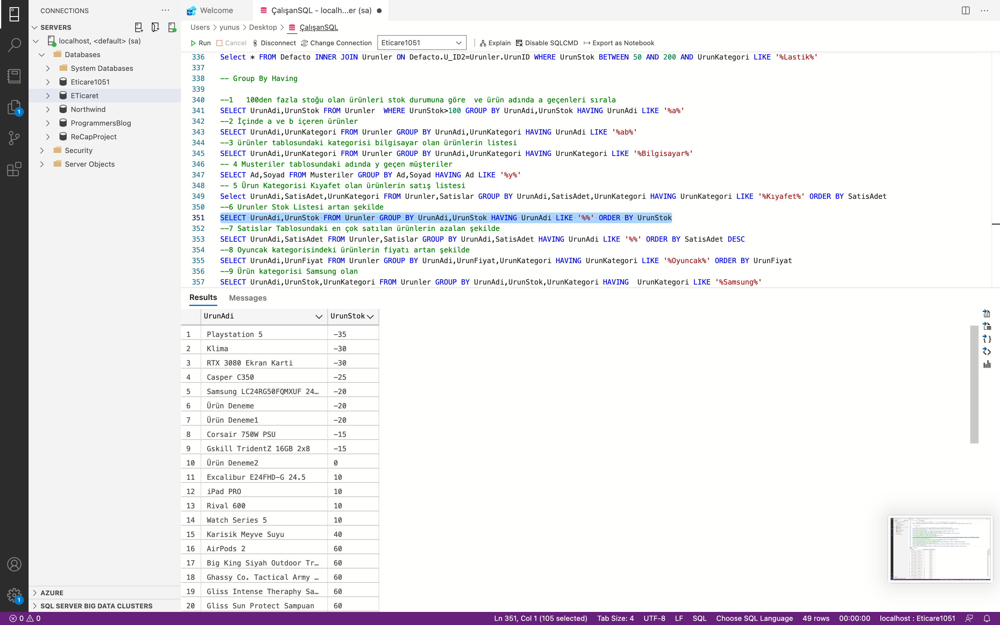 CONNECTIONS
SERVERS
localhost, <default> (sa)
Databases
System Databases
Eticare1051
ETicaret
Northwind
ProgrammersBlog
ReCapProject
Security
Server Objects
AZURE
SQL SERVER BIG DATA CLUSTERS
1
1
Welcome
ÇalışanSQL - localh...er (sa)
Users > yunus > Desktop > ÇalışanSQL
Run Cancel Disconnect Change Connection Eticare1051 Explain Disable SQLCMD Export as Notebook
336 Select * FROM Defacto INNER JOIN Urunler ON Defacto.U_ID2=Urunler.UrunID WHERE UrunStok BETWEEN 50 AND 200 AND UrunKategori LIKE '%Lastik%'
337
338 -- Group By Having
339
340 --1   100den fazla stoğu olan ürünleri stok durumuna göre  ve ürün adında a geçenleri sırala
341 SELECT UrunAdi,UrunStok FROM Urunler  WHERE UrunStok>100 GROUP BY UrunAdi,UrunStok HAVING UrunAdi LIKE '%a%'
342 --2 İçinde a ve b içeren ürünler
343 SELECT UrunAdi,UrunKategori FROM Urunler GROUP BY UrunAdi,UrunKategori HAVING UrunAdi LIKE '%ab%'
344 --3 ürünler tablosundaki kategorisi bilgisayar olan ürünlerin listesi
345 SELECT UrunAdi,UrunKategori FROM Urunler GROUP BY UrunAdi,UrunKategori HAVING UrunKategori LIKE '%Bilgisayar%'
346 -- 4 Musteriler tablosundaki adında y geçen müşteriler
347 SELECT Ad,Soyad FROM Musteriler GROUP BY Ad,Soyad HAVING Ad LIKE '%y%'
348 -- 5 Ürun Kategorisi Kıyafet olan ürünlerin satış listesi
349 Select UrunAdi,SatisAdet,UrunKategori FROM Urunler,Satislar GROUP BY UrunAdi,SatisAdet,UrunKategori HAVING UrunKategori LIKE '%Kıyafet%' ORDER BY SatisAdet
350 --6 Urunler Stok Listesi artan şekilde
351 SELECT UrunAdi,UrunStok FROM Urunler GROUP BY UrunAdi,UrunStok HAVING UrunAdi LIKE '%%' ORDER BY UrunStok
352 --7 Satislar Tablosundaki en çok satılan ürünlerin azalan şekilde
353 SELECT UrunAdi,SatisAdet FROM Urunler,Satislar GROUP BY UrunAdi,SatisAdet HAVING UrunAdi LIKE '%%' ORDER BY SatisAdet DESC
354 --8 Oyuncak kategorisindeki ürünlerin fiyatı artan şekilde
355 SELECT UrunAdi,UrunFiyat FROM Urunler GROUP BY UrunAdi,UrunFiyat,UrunKategori HAVING UrunKategori LIKE '%Oyuncak%' ORDER BY UrunFiyat
356 --9 Ürün kategorisi Samsung olan
357 SELECT UrunAdi,UrunStok,UrunKategori FROM Urunler GROUP BY UrunAdi,UrunStok,UrunKategori HAVING  UrunKategori LIKE '%Samsung%'
Results Messages
UrunAdi UrunStok
1 Playstation 5 -35
2 Klima -30
3 RTX 3080 Ekran Karti -30
4 Casper C350 -25
5 Samsung LC24RG50FQMXUF 24… -20
6 Ürün Deneme -20
7 Ürün Deneme1 -20
8 Corsair 750W PSU -15
9 Gskill TridentZ 16GB 2x8 -15
10 Ürün Deneme2 0
11 Excalibur E24FHD-G 24.5 10
12 iPad PRO 10
13 Rival 600 10
14 Watch Series 5 10
15 Karisik Meyve Suyu 40
16 AirPods 2 60
17 Big King Siyah Outdoor Tr… 60
18 Ghassy Co. Tactical Army … 60
19 Gliss Intense Theraphy Sa… 60
20 Gliss Sun Protect Sampuan 60
0 0 Ln 351, Col 1 (105 selected) Tab Size: 4 UTF-8 LF SQL Choose SQL Language 49 rows 00:00:00 localhost : Eticare1051